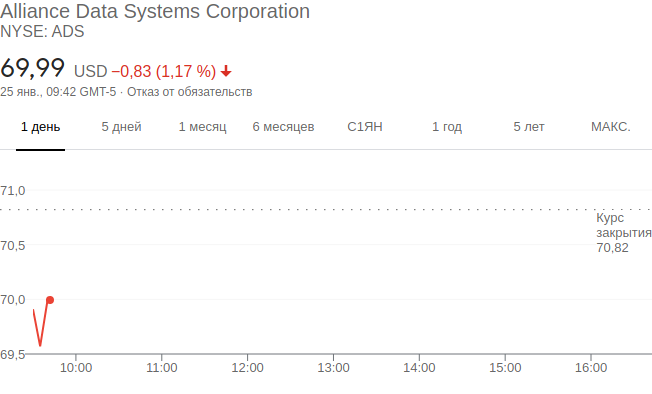 Alliance Data Systems Corporation
NYSE: ADS
69,99 USD −0,83 (1,17 %)
25 янв., 09:42 GMT-5 · Отказ от обязательств
1 день 5 дней 1 месяц 6 месяцев С1ЯН 1 год 5 лет МАКС.
71,0
Курс
закрытия
70,82
70,5
70,0
69,5
10:00 11:00 12:00 13:00 14:00 15:00 16:00